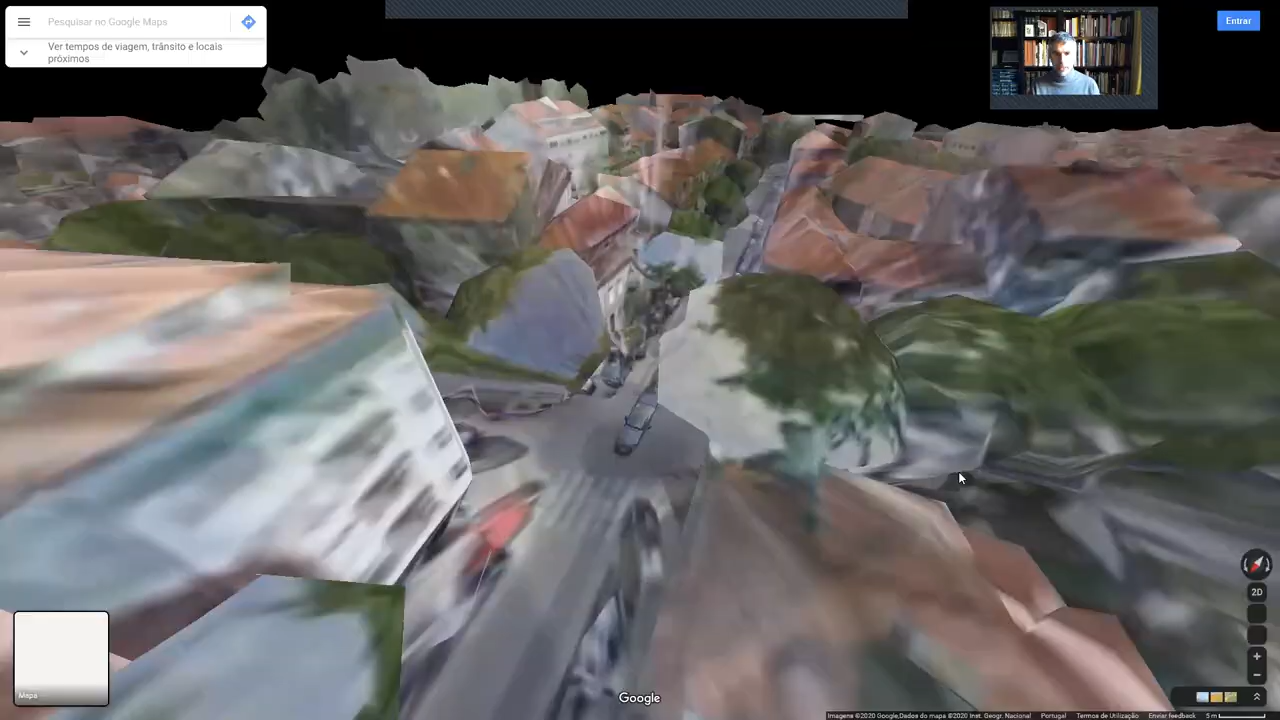 Pesquisar no Google Maps
Entrar
Ver tempos de viagem, trânsito e locais
próximos
2D
Mapa
Google
Imagens ©2020 Google,Dados do mapa ©2020 Inst. Geogr. Nacional Portugal Termos de Utilização Enviar feedback 5 m